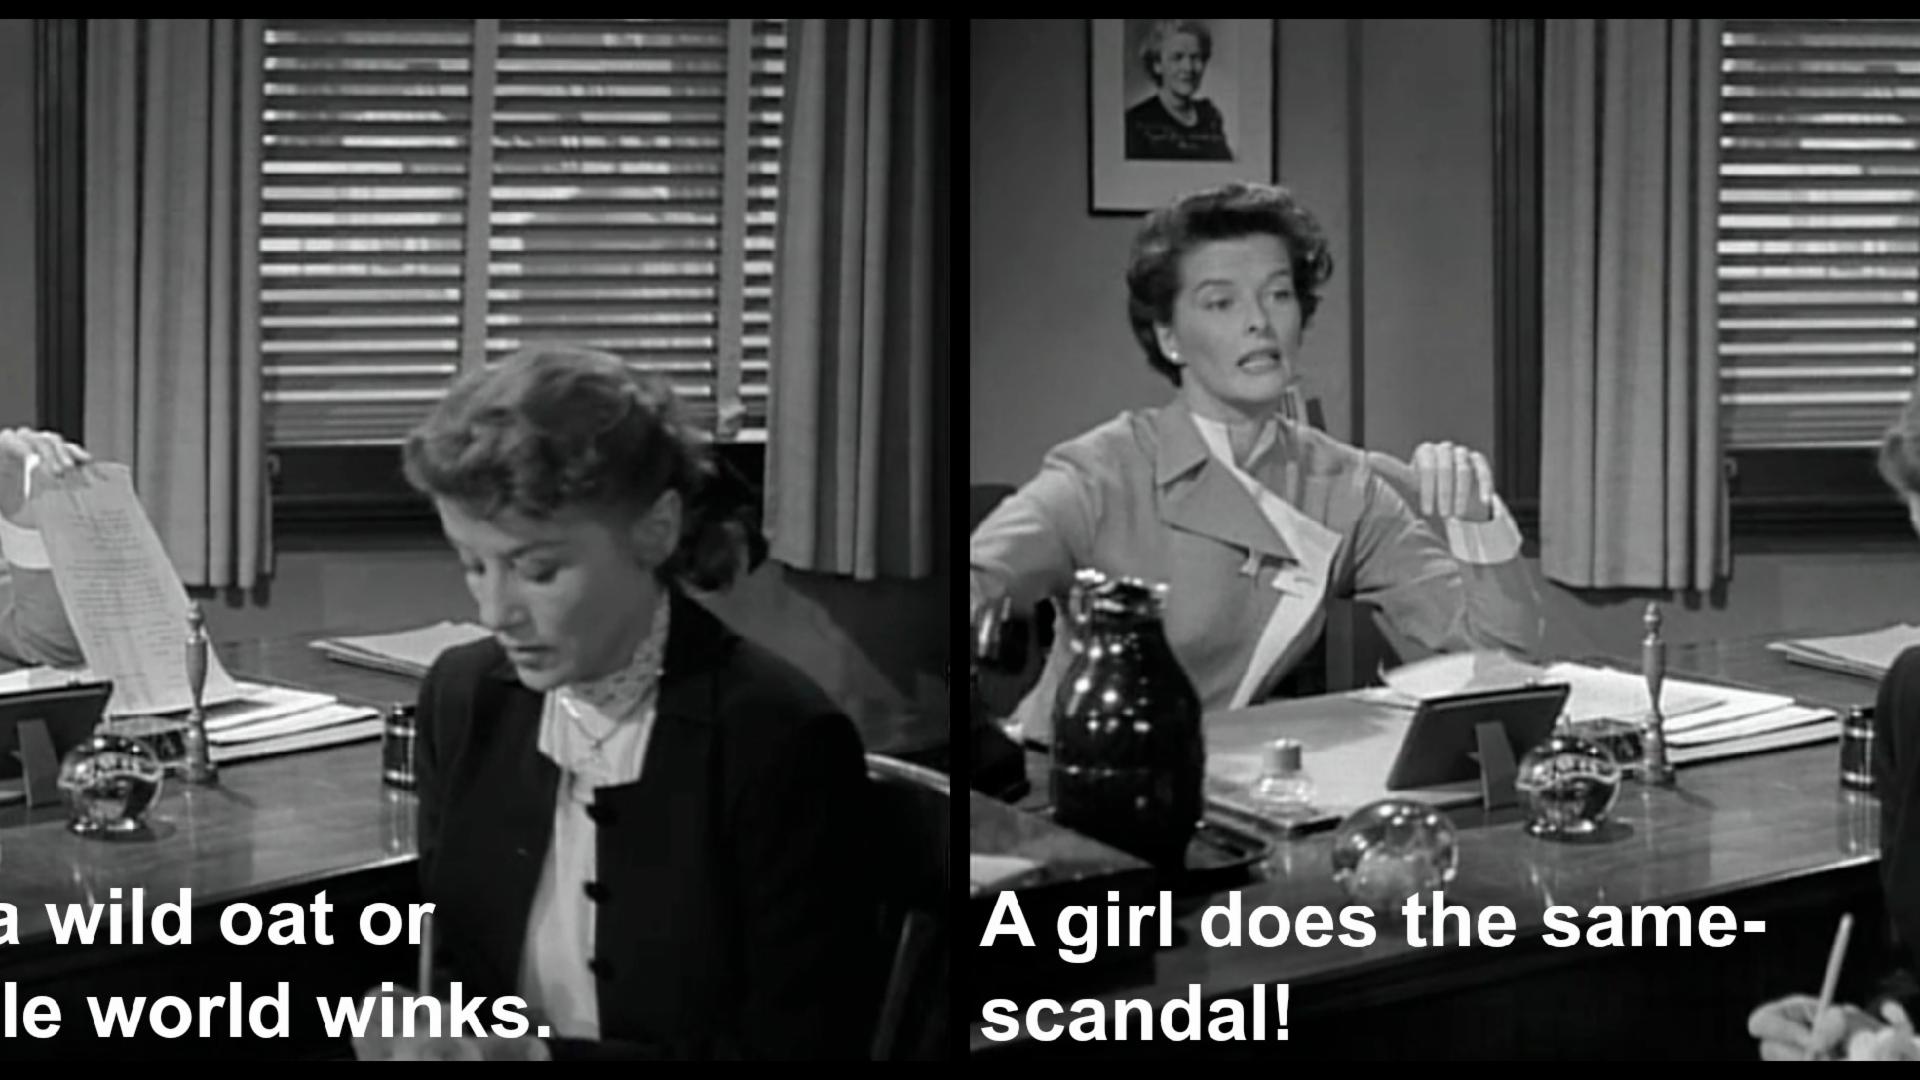 a wild oat or
le world winks.
A girl does the same-
scandal!